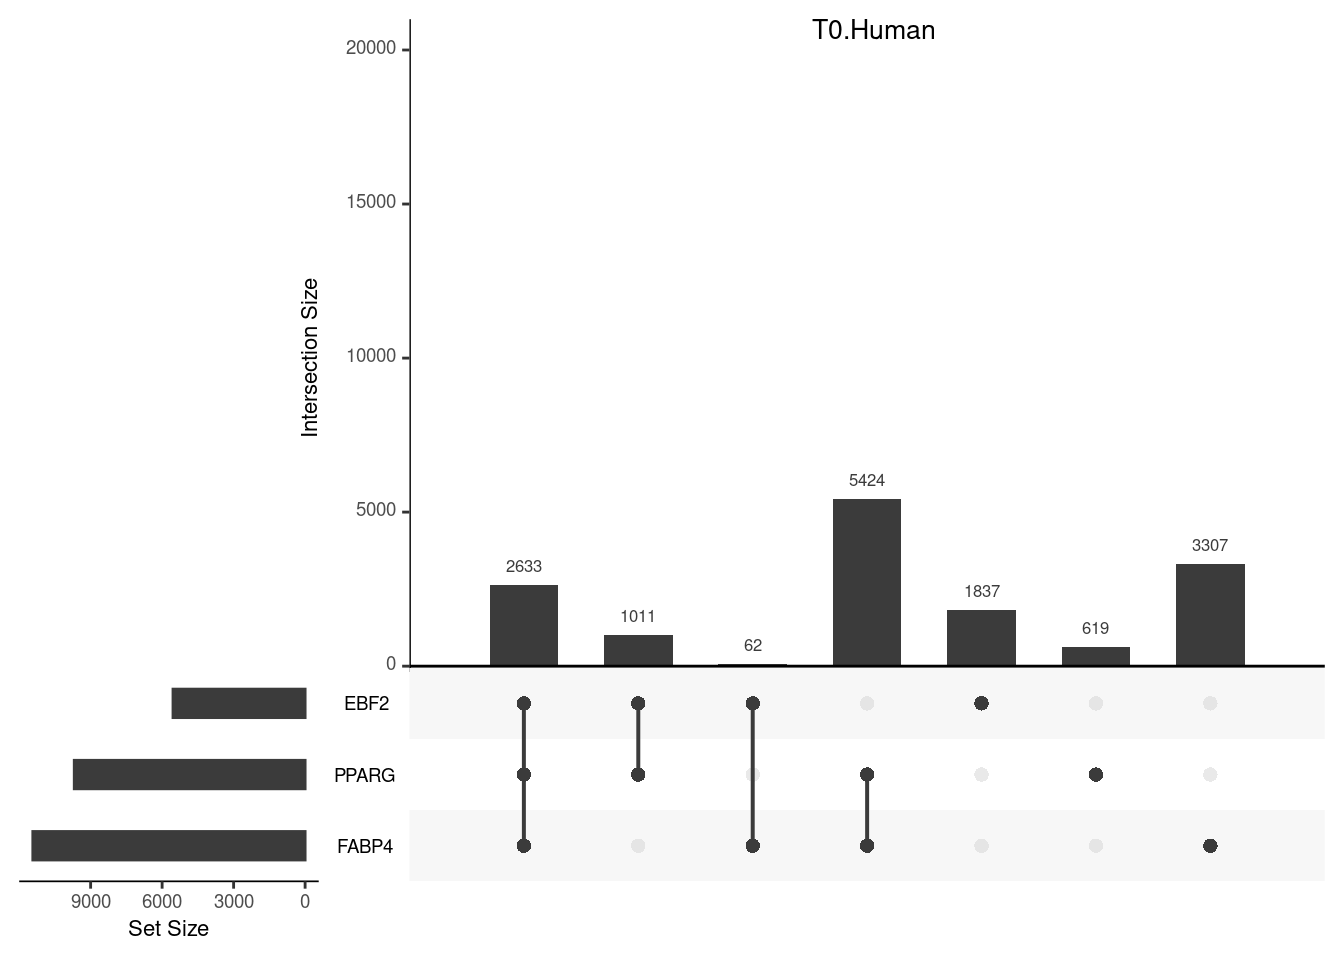 T0.Human
20000
15000
10000
5000
0
Intersection Size
2633
1011
62
5424
1837
619
3307
EBF2
PPARG
FABP4
9000 6000 3000 0
Set Size